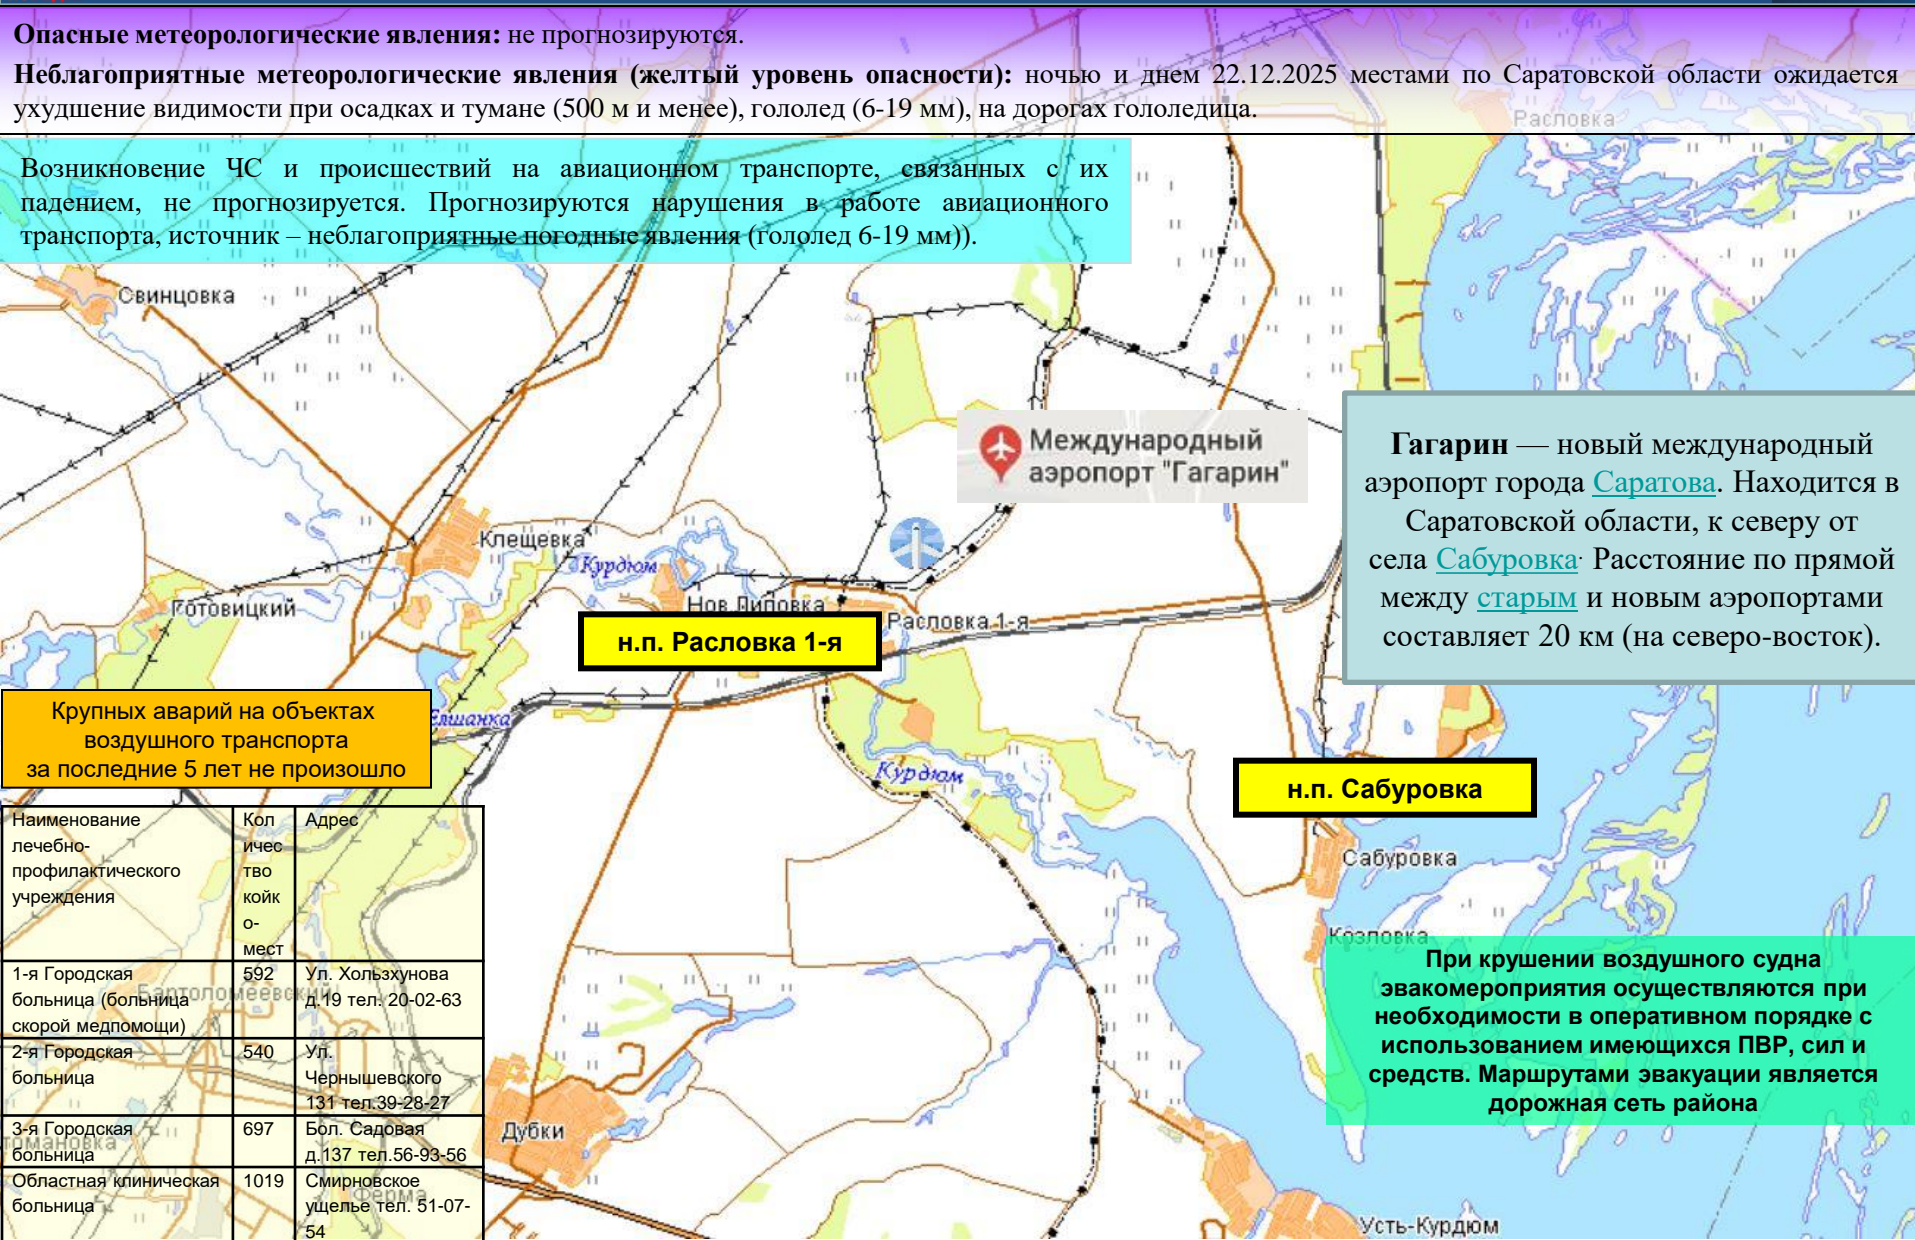 Опасные метеорологические явления: не прогнозируются.
Неблагоприятные метеорологические явления (желтый уровень опасности): ночью и днем 22.12.2025 местами по Саратовской области ожидается
ухудшение видимости при осадках и тумане (500 м и менее), гололед (6-19 мм), на дорогах гололедица.
Расловка
Возникновение ЧС и происшествий на авиационном транспорте, связанных с их
падением, не прогнозируется. Прогнозируются нарушения в работе авиационного
транспорта, источник – неблагоприятные погодные явления (гололед 6-19 мм)).
Свинцовка
Международный
аэропорт "Гагарин"
Гагарин — новый международный
аэропорт города Саратова. Находится в
Саратовской области, к северу от
села Сабуровка. Расстояние по прямой
между старым и новым аэропортами
составляет 20 км (на северо-восток).
Клещевка
Курдюм
Готовицкий
Нов.Липовка
Расловка 1-я
н.п. Расловка 1-я
Елшанка
Крупных аварий на объектах
воздушного транспорта
за последние 5 лет не произошло
Курдюм
н.п. Сабуровка
Сабуровка
Козловка
Наименование
лечебно-
профилактического
учреждения
Кол
ичес
тво
койк
о-
мест
Адрес
1-я Городская
больница (больница
скорой медпомощи)
592
Ул. Хользхунова
д.19 тел. 20-02-63
Бартоломеевский
2-я Городская
больница
540
Ул.
Чернышевского
131 тел.39-28-27
3-я Городская
больница
697
Бол. Садовая
д.137 тел.56-93-56
томановка
Областная клиническая
больница
1019
Смирновское
ущелье тел. 51-07-
54
Ферма
При крушении воздушного судна
эвакомероприятия осуществляются при
необходимости в оперативном порядке с
использованием имеющихся ПВР, сил и
средств. Маршрутами эвакуации является
дорожная сеть района
Дубки
Усть-Курдюм